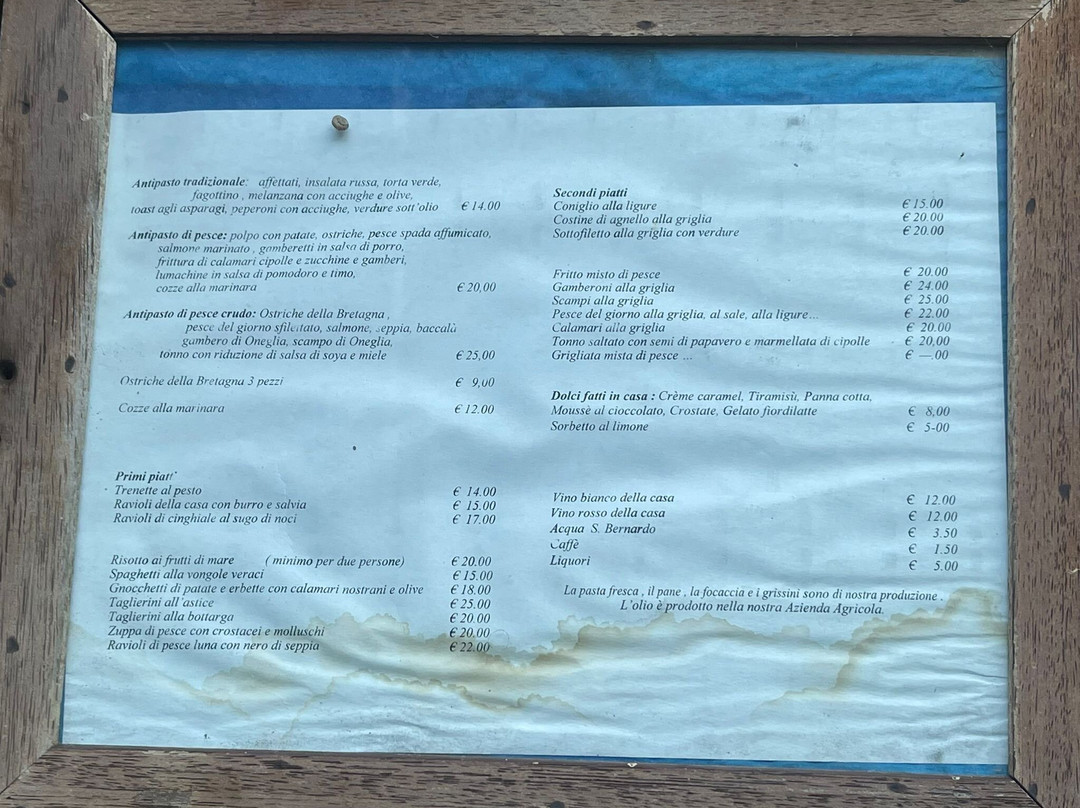 Antipasto tradizionale: affettati, insalata russa, torta verde,
fagottino , melanzana con acciughe e olive,
toast agli asparagi, peperoni con acciughe, verdure sott'olio € 14.00
Antipasto di pesce: polpo con patate, ostriche, pesce spada affumicato,
salmone marinato , gamberetti in salsa di porro,
frittura di calamari cipolle e zucchine e gamberi,
lumachine in salsa di pomodoro e timo,
cozze alla marinara € 20,00
Antipasto di pesce crudo: Ostriche della Bretagna ,
pesce del giorno sfilettato, salmone, seppia, baccalà
gambero di Oneglia, scampo di Oneglia,
tonno con riduzione di salsa di soya e miele € 25,00
Ostriche della Bretagna 3 pezzi € 9,00
Cozze alla marinara € 12.00
Primi piatti
Trenette al pesto € 14.00
Ravioli della casa con burro e salvia € 15.00
Ravioli di cinghiale al sugo di noci € 17.00
Risotto ai frutti di mare ( minimo per due persone) € 20.00
Spaghetti alla vongole veraci € 15.00
Gnocchetti di patate e erbette con calamari nostrani e olive € 18.00
Taglierini all'astice € 25.00
Taglierini alla bottarga € 20.00
Zuppa di pesce con crostacei e molluschi € 20.00
Ravioli di pesce luna con nero di seppia € 22.00
Secondi piatti
Coniglio alla ligure € 15.00
Costine di agnello alla griglia € 20.00
Sottofiletto alla griglia con verdure € 20.00
Fritto misto di pesce € 20.00
Gamberoni alla griglia € 24.00
Scampi alla griglia € 25.00
Pesce del giorno alla griglia, al sale, alla ligure… € 22.00
Calamari alla griglia € 20.00
Tonno saltato con semi di papavero e marmellata di cipolle € 20,00
Grigliata mista di pesce … € —.00
Dolci fatti in casa : Crème caramel, Tiramisù, Panna cotta,
Moussè al cioccolato, Crostate, Gelato fiordilatte € 8,00
Sorbetto al limone € 5-00
Vino bianco della casa € 12.00
Vino rosso della casa € 12.00
Acqua S. Bernardo € 3.50
Caffè € 1.50
Liquori € 5.00
La pasta fresca , il pane , la focaccia e i grissini sono di nostra produzione .
L'olio è prodotto nella nostra Azienda Agricola.